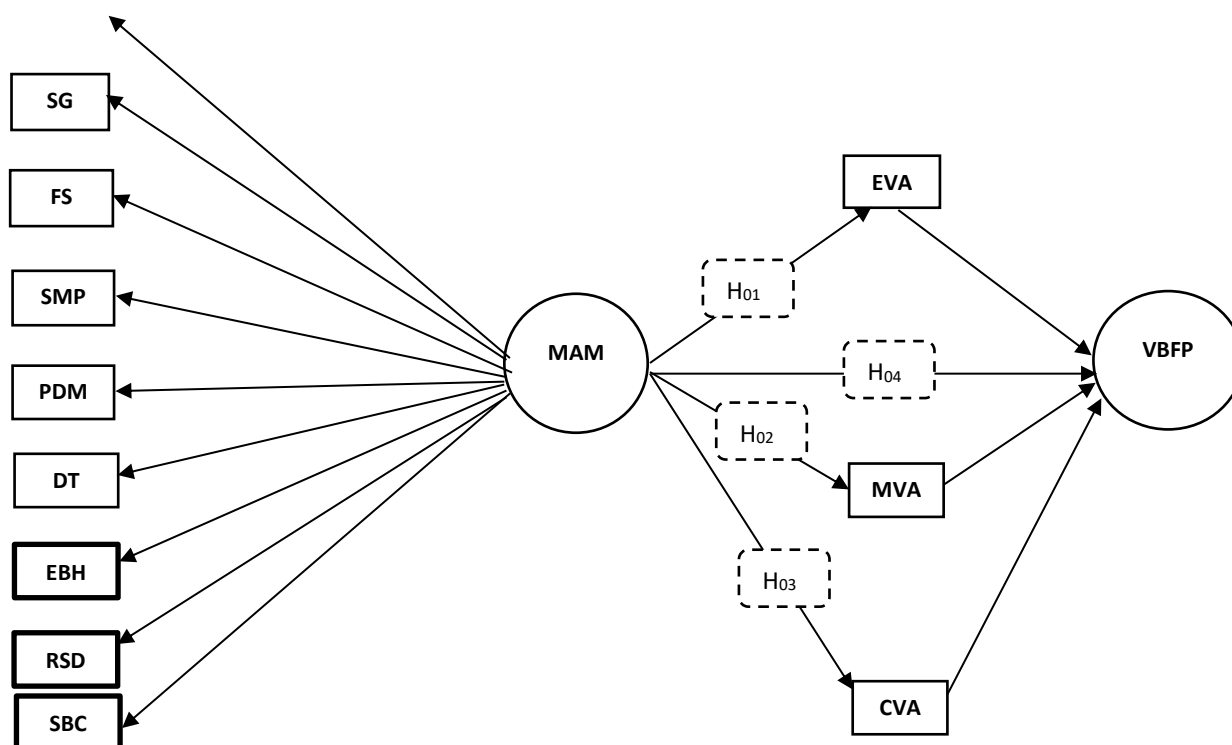 SG
FS
SMP
PDM
DT
EBH
RSD
SBC
MAM
EVA
H01
H04
H02
MVA
H03
CVA
VBFP